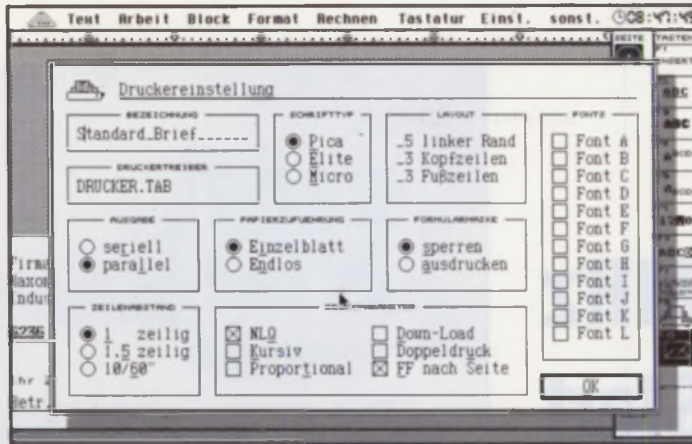 Text Arbeit Block Format Rechnen Tastatur Einst. sonst.
SEITE
Druckereinstellung
BEZEICHNUNG
Standard_Brief______
DRUCKERTREIBER
DRUCKER.TAB
SCHRIFTTYP
Pica
Elite
Micro
LAYOUT
_5 linker Rand
_3 Kopfzeilen
_3 Fußzeilen
FONTS
Font A
Font B
Font C
Font D
Font E
Font F
Font G
Font H
Font I
Font J
Font K
Font L
AUSGABE
seriell
parallel
PAPIERZUFUEHRUNG
Einzelblatt
Endlos
FORMULARMASKE
sperren
ausdrucken
ZEILENABSTAND
1 zeilig
1.5 zeilig
10/60"
NLQ
Kursiv
Proportional
Down-Load
Doppeldruck
FF nach Seite
OK